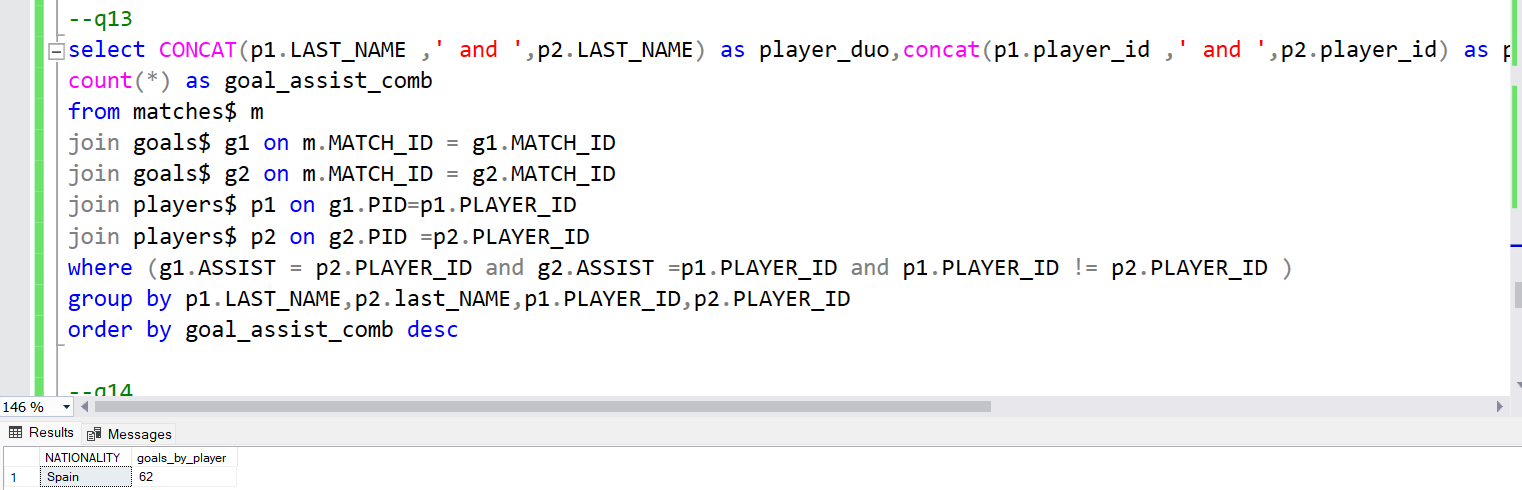 --q13
select CONCAT(p1.LAST_NAME ,' and ',p2.LAST_NAME) as player_duo,concat(p1.player_id ,' and ',p2.player_id) as
count(*) as goal_assist_comb
from matches$ m
join goals$ g1 on m.MATCH_ID = g1.MATCH_ID
join goals$ g2 on m.MATCH_ID = g2.MATCH_ID
join players$ p1 on g1.PID=p1.PLAYER_ID
join players$ p2 on g2.PID =p2.PLAYER_ID
where (g1.ASSIST = p2.PLAYER_ID and g2.ASSIST =p1.PLAYER_ID and p1.PLAYER_ID != p2.PLAYER_ID )
group by p1.LAST_NAME,p2.last_NAME,p1.PLAYER_ID,p2.PLAYER_ID
order by goal_assist_comb desc
--q14
146 %
Results Messages
NATIONALITY goals_by_player
1 Spain 62